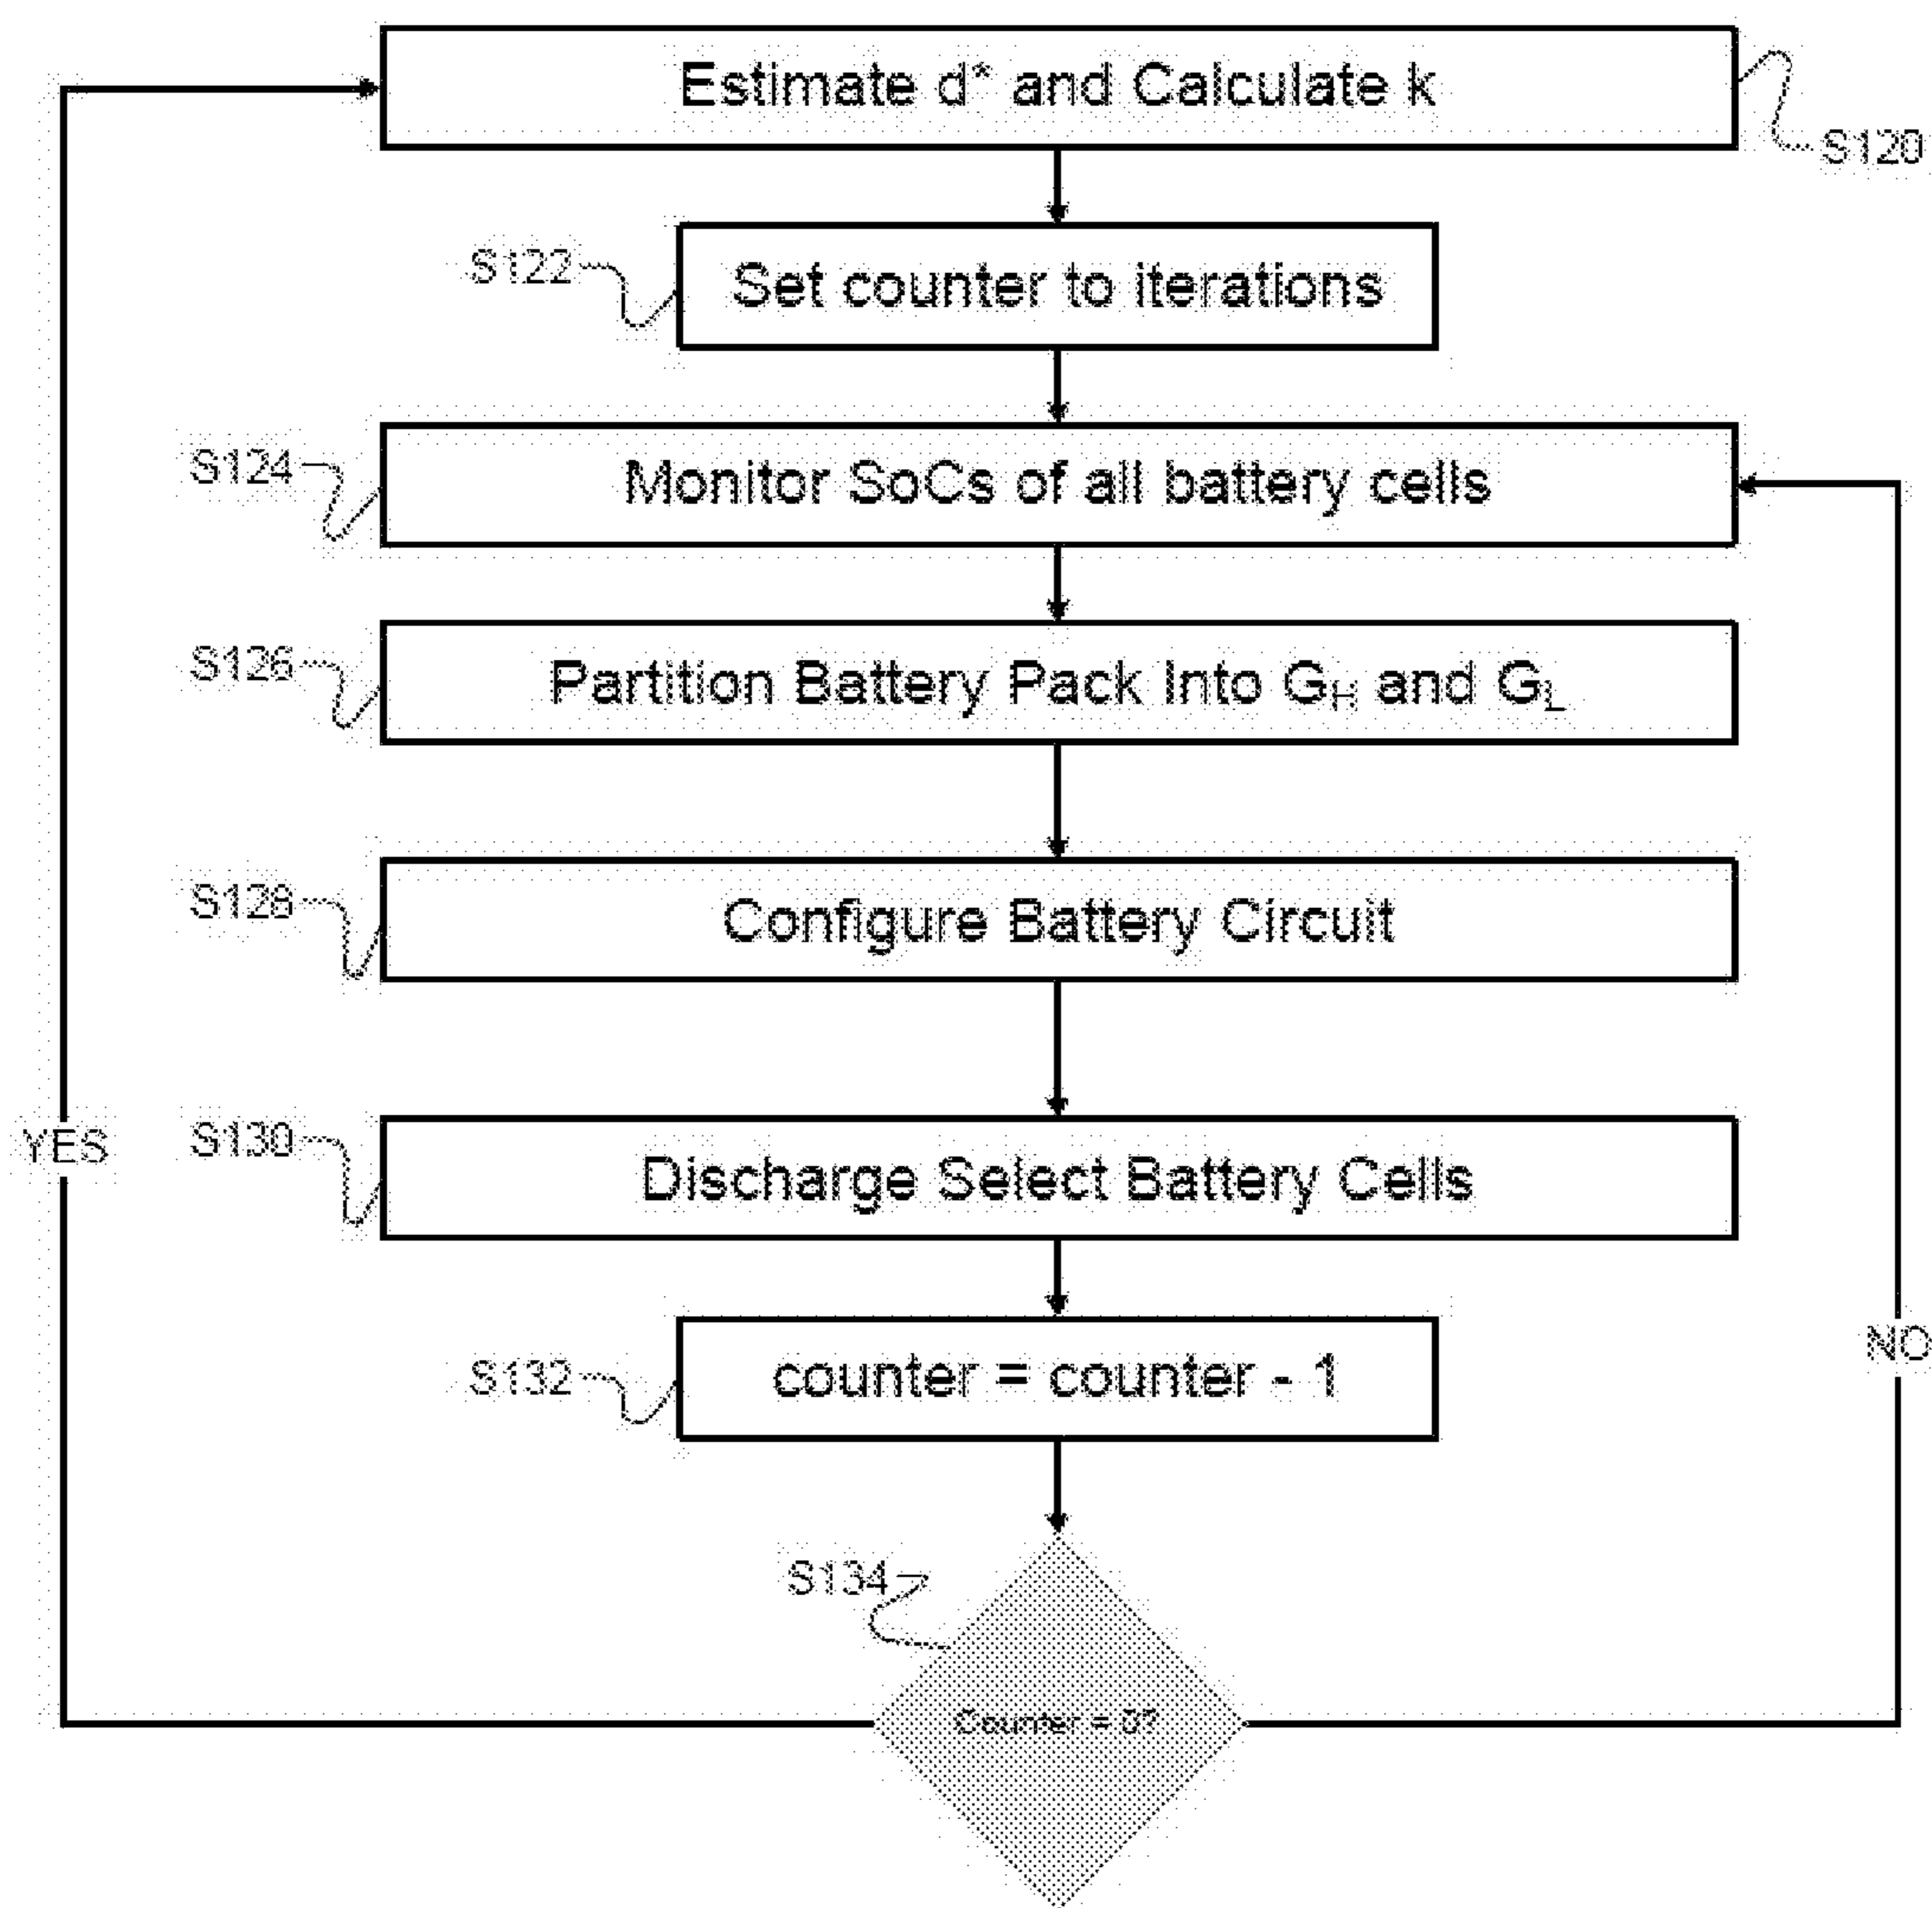 Estimate d* and Calculate k
S120
S122
Set counter to iterations
S124
Monitor SoCs of all battery cells
S126
Partition Battery Pack Into G_H and G_L
S128
Configure Battery Circuit
YES
S130
Discharge Select Battery Cells
S132
counter = counter - 1
NO
S134
Counter = 0?